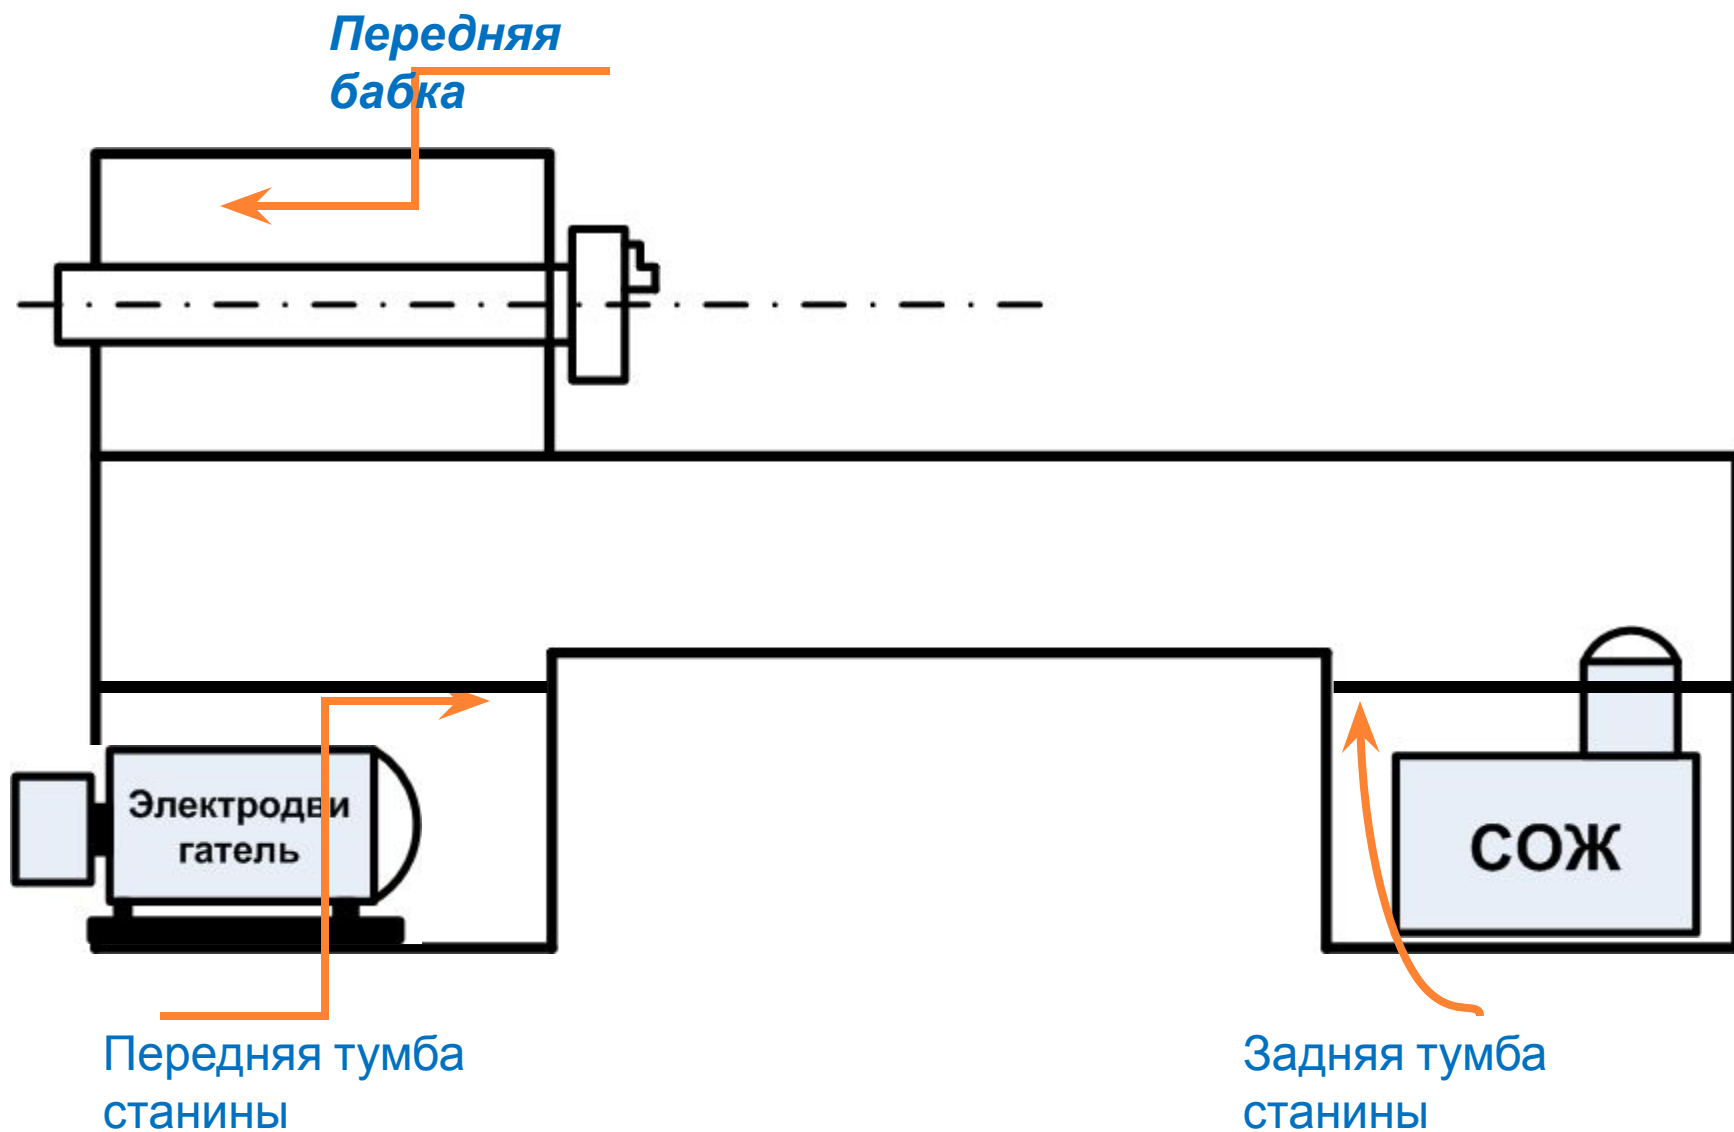 Передняя
бабка
Электродви
гатель
СОЖ
Передняя тумба
станины
Задняя тумба
станины